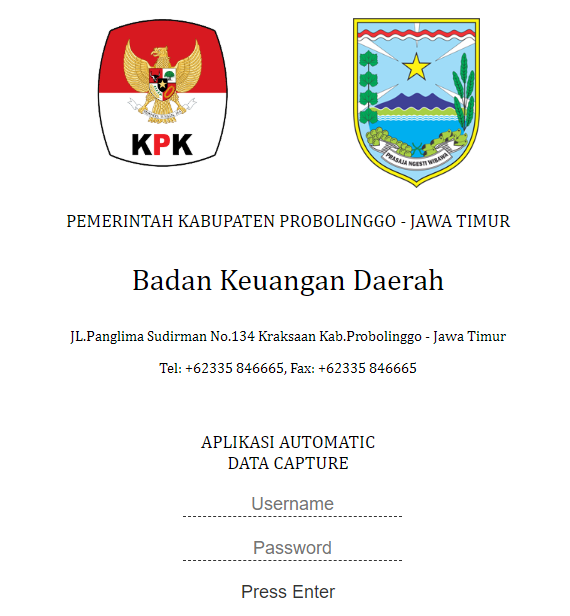 KPK
PRASAJA NGESTI WIBAWA
PEMERINTAH KABUPATEN PROBOLINGGO - JAWA TIMUR
Badan Keuangan Daerah
JL.Panglima Sudirman No.134 Kraksaan Kab.Probolinggo - Jawa Timur
Tel: +62335 846665, Fax: +62335 846665
APLIKASI AUTOMATIC
DATA CAPTURE
Username
Password
Press Enter